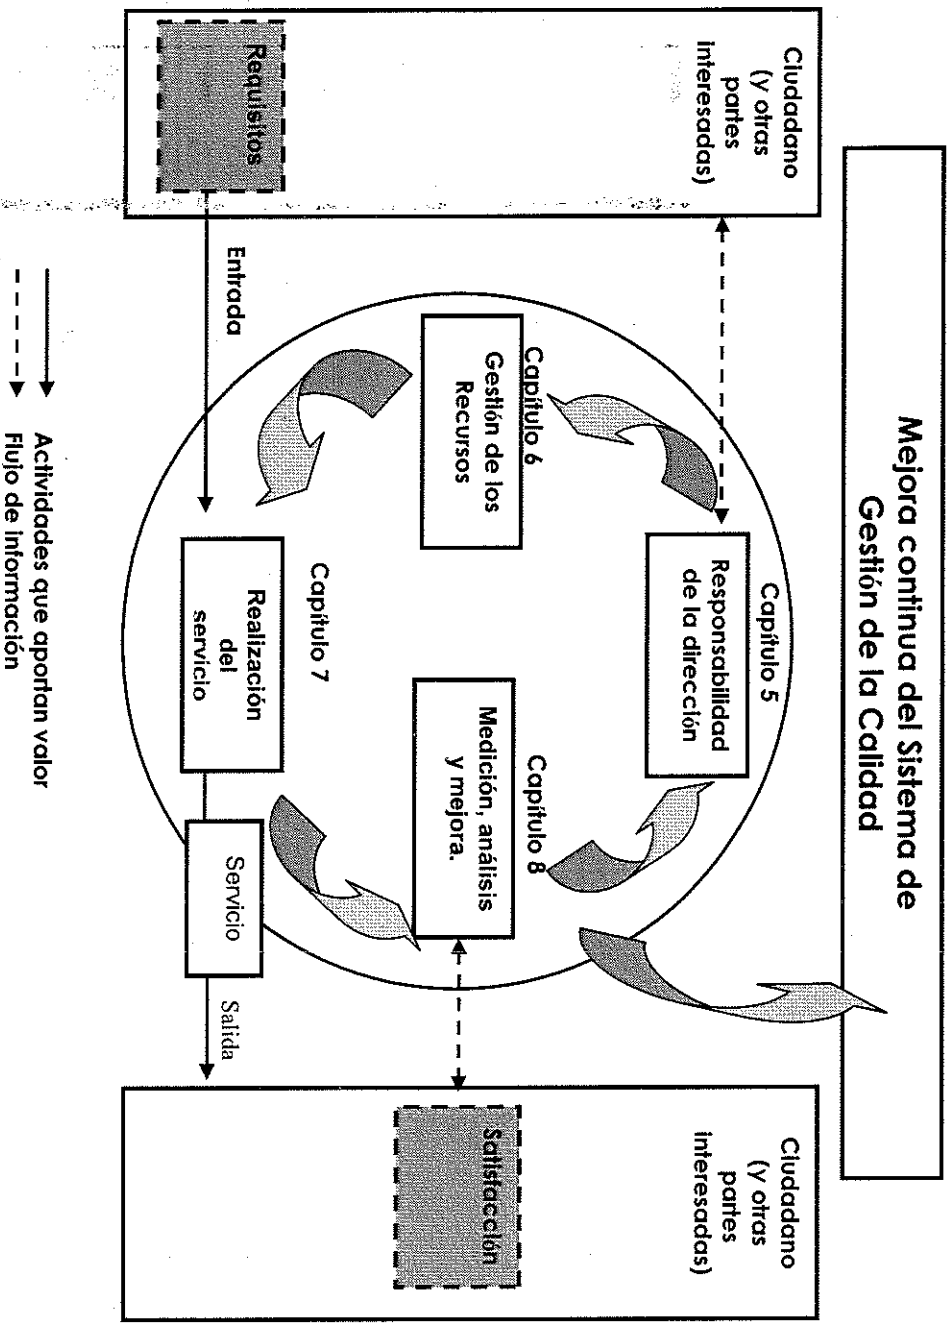 Mejora continua del Sistema de
Gestión de la Calidad
Ciudadano
(y otras
partes
interesadas)
Requisitos
Entrada
Capítulo 5
Responsabilidad
de la dirección
Capítulo 6
Gestión de los
Recursos
Capítulo 8
Medición, análisis
y mejora.
Capítulo 7
Realización
del
servicio
Servicio
Salida
Ciudadano
(y otras
partes
interesadas)
Satisfacción
Actividades que aportan valor
Flujo de información